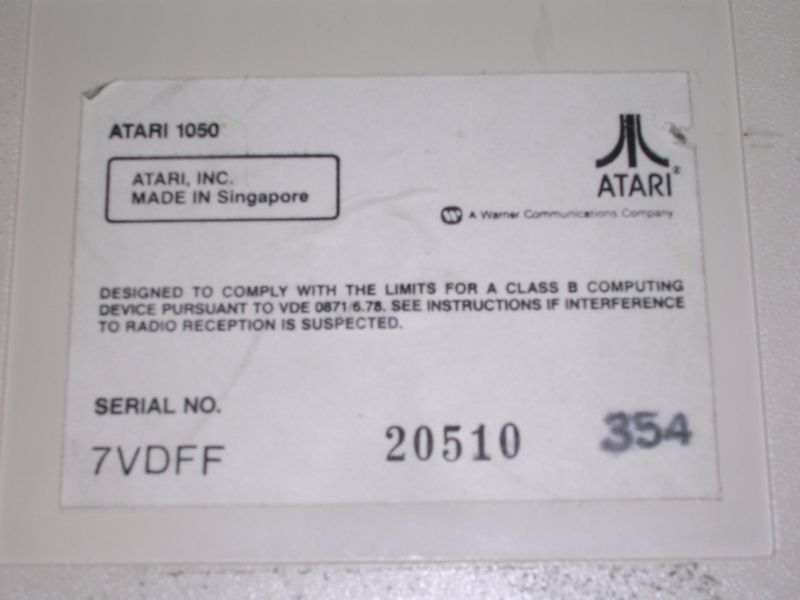 ATARI 1050
ATARI, INC.
MADE IN Singapore
ATARI
A Warner Communications Company
DESIGNED TO COMPLY WITH THE LIMITS FOR A CLASS B COMPUTING
DEVICE PURSUANT TO VDE 0871/6.78. SEE INSTRUCTIONS IF INTERFERENCE
TO RADIO RECEPTION IS SUSPECTED.
SERIAL NO.
7VDFF 20510 354